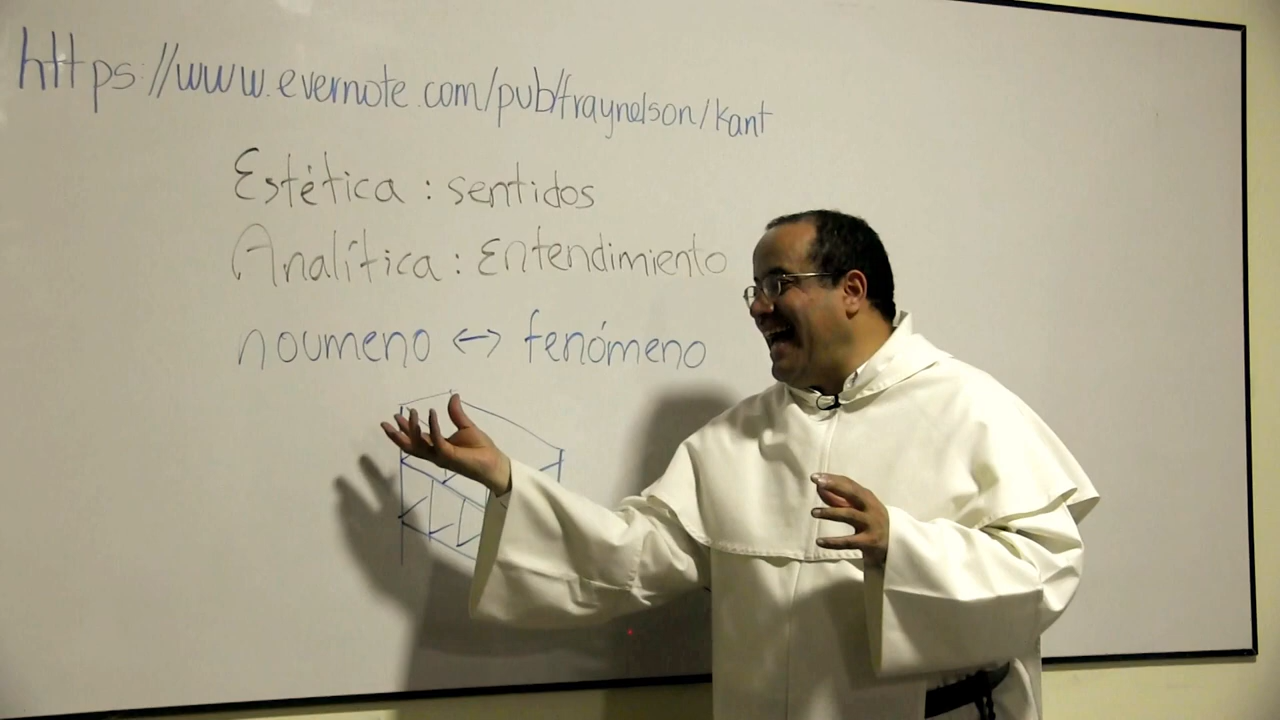 https://www.evernote.com/pub/fraynelson/kant
Estética : sentidos
Analítica : Entendimiento
noumeno <-> fenómeno